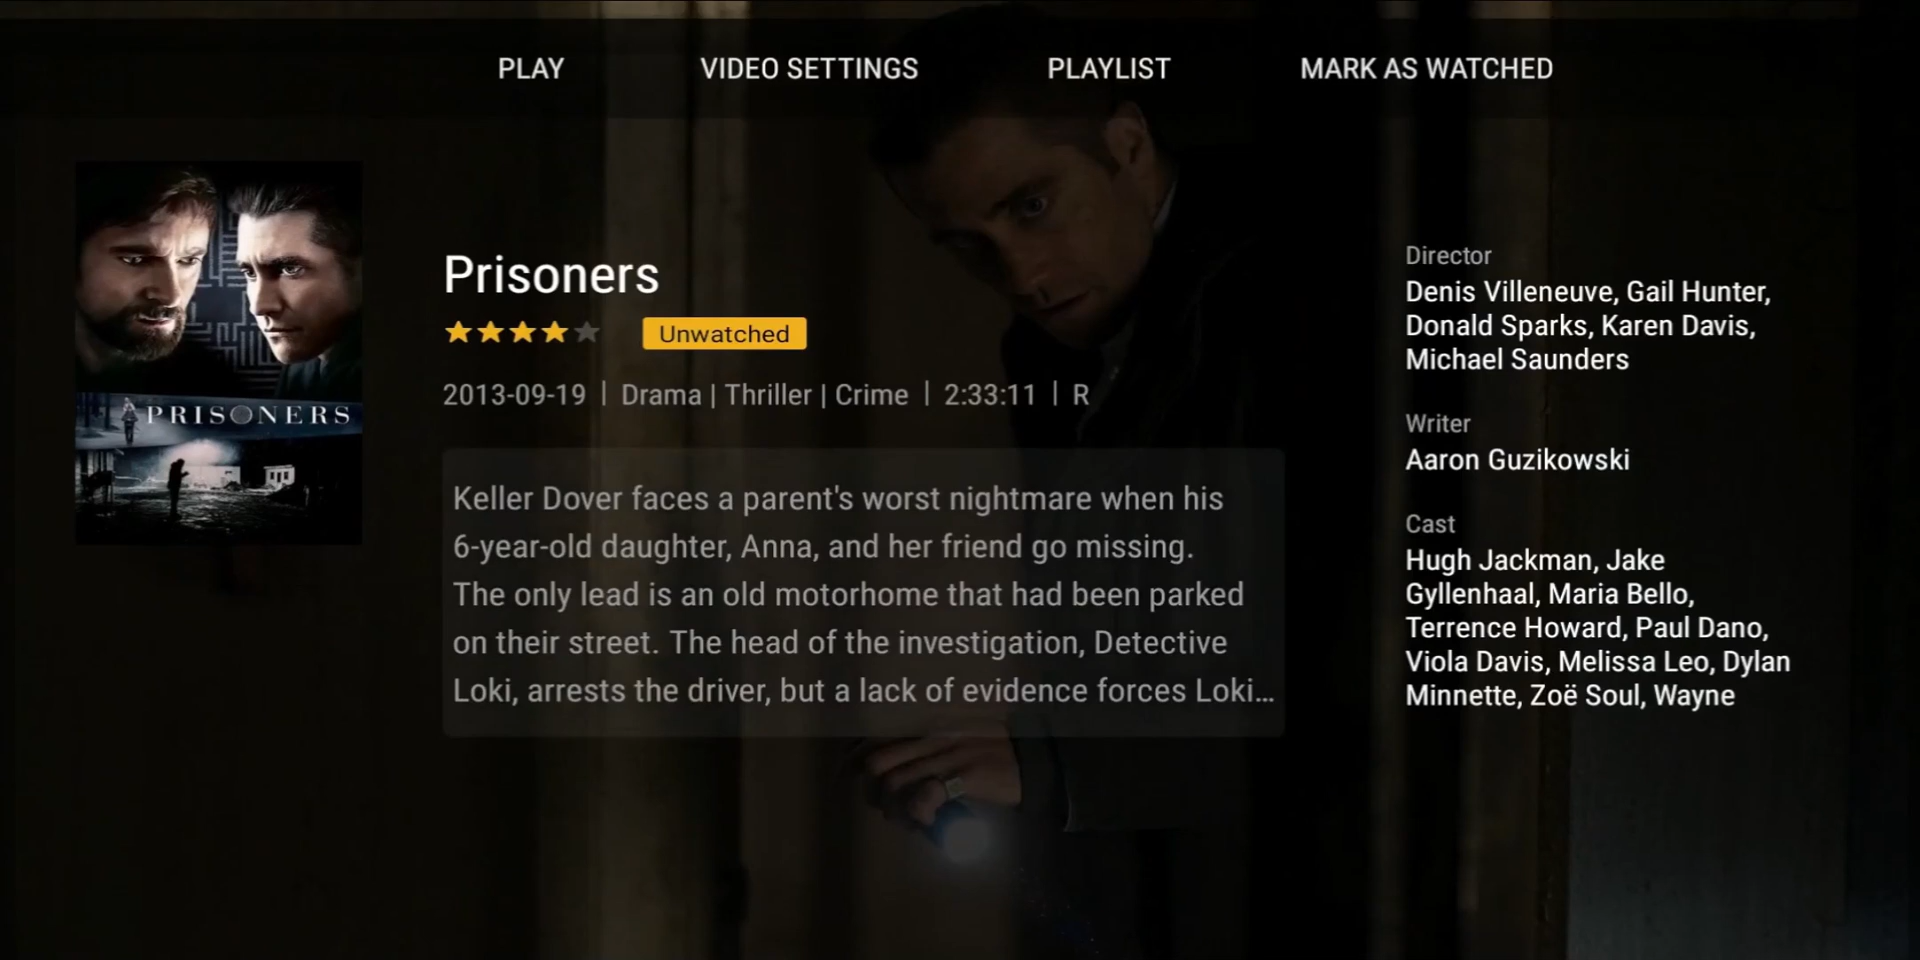 PLAY VIDEO SETTINGS PLAYLIST MARK AS WATCHED
PRISONERS
Prisoners
Unwatched
2013-09-19 | Drama | Thriller | Crime | 2:33:11 | R
Keller Dover faces a parent's worst nightmare when his
6-year-old daughter, Anna, and her friend go missing.
The only lead is an old motorhome that had been parked
on their street. The head of the investigation, Detective
Loki, arrests the driver, but a lack of evidence forces Loki...
Director
Denis Villeneuve, Gail Hunter,
Donald Sparks, Karen Davis,
Michael Saunders
Writer
Aaron Guzikowski
Cast
Hugh Jackman, Jake
Gyllenhaal, Maria Bello,
Terrence Howard, Paul Dano,
Viola Davis, Melissa Leo, Dylan
Minnette, Zoë Soul, Wayne